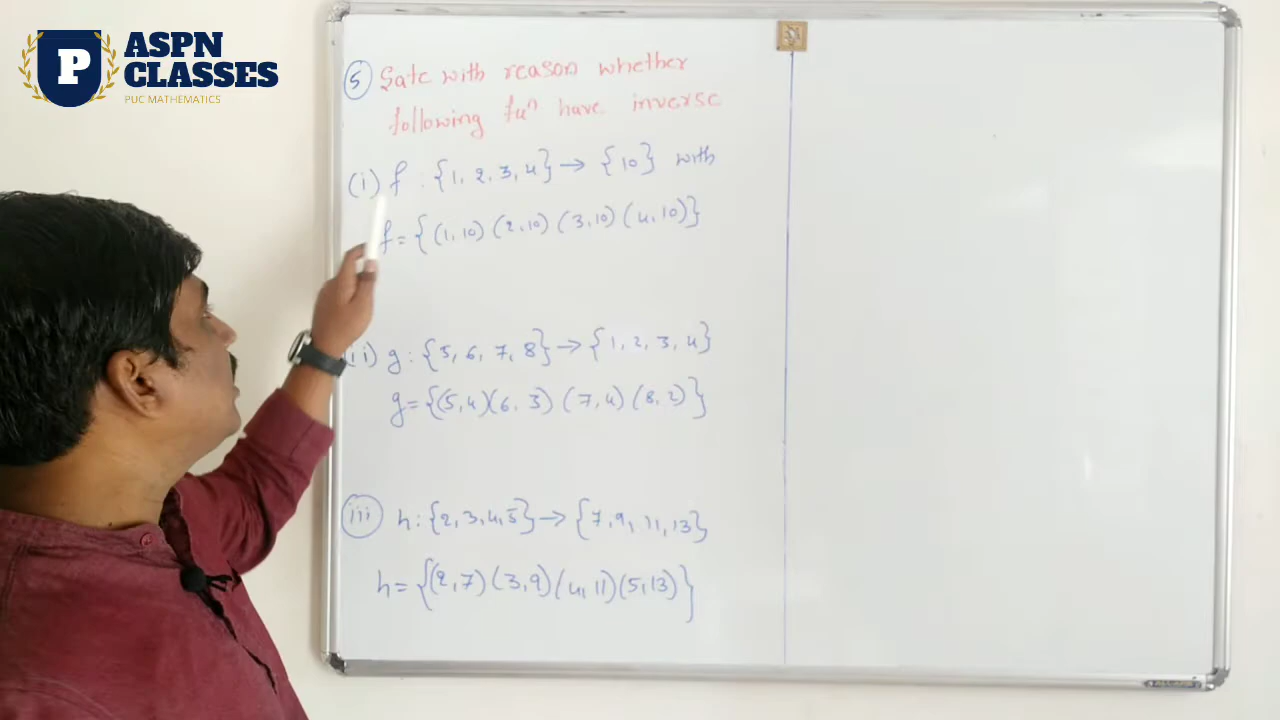 P
ASPN
CLASSES
PUC MATHEMATICS
5 Sate with reason whether
following fuⁿ have inverse
(i) f : {1, 2, 3, 4} → {10} with
f = {(1, 10) (2, 10) (3, 10) (4, 10)}
(ii) g : {5, 6, 7, 8} → {1, 2, 3, 4}
g = {(5, 4)(6, 3) (7, 4) (8, 2)}
iii h : {2, 3, 4, 5} → {7, 9, 11, 13}
h = {(2, 7) (3, 9) (4, 11) (5, 13)}